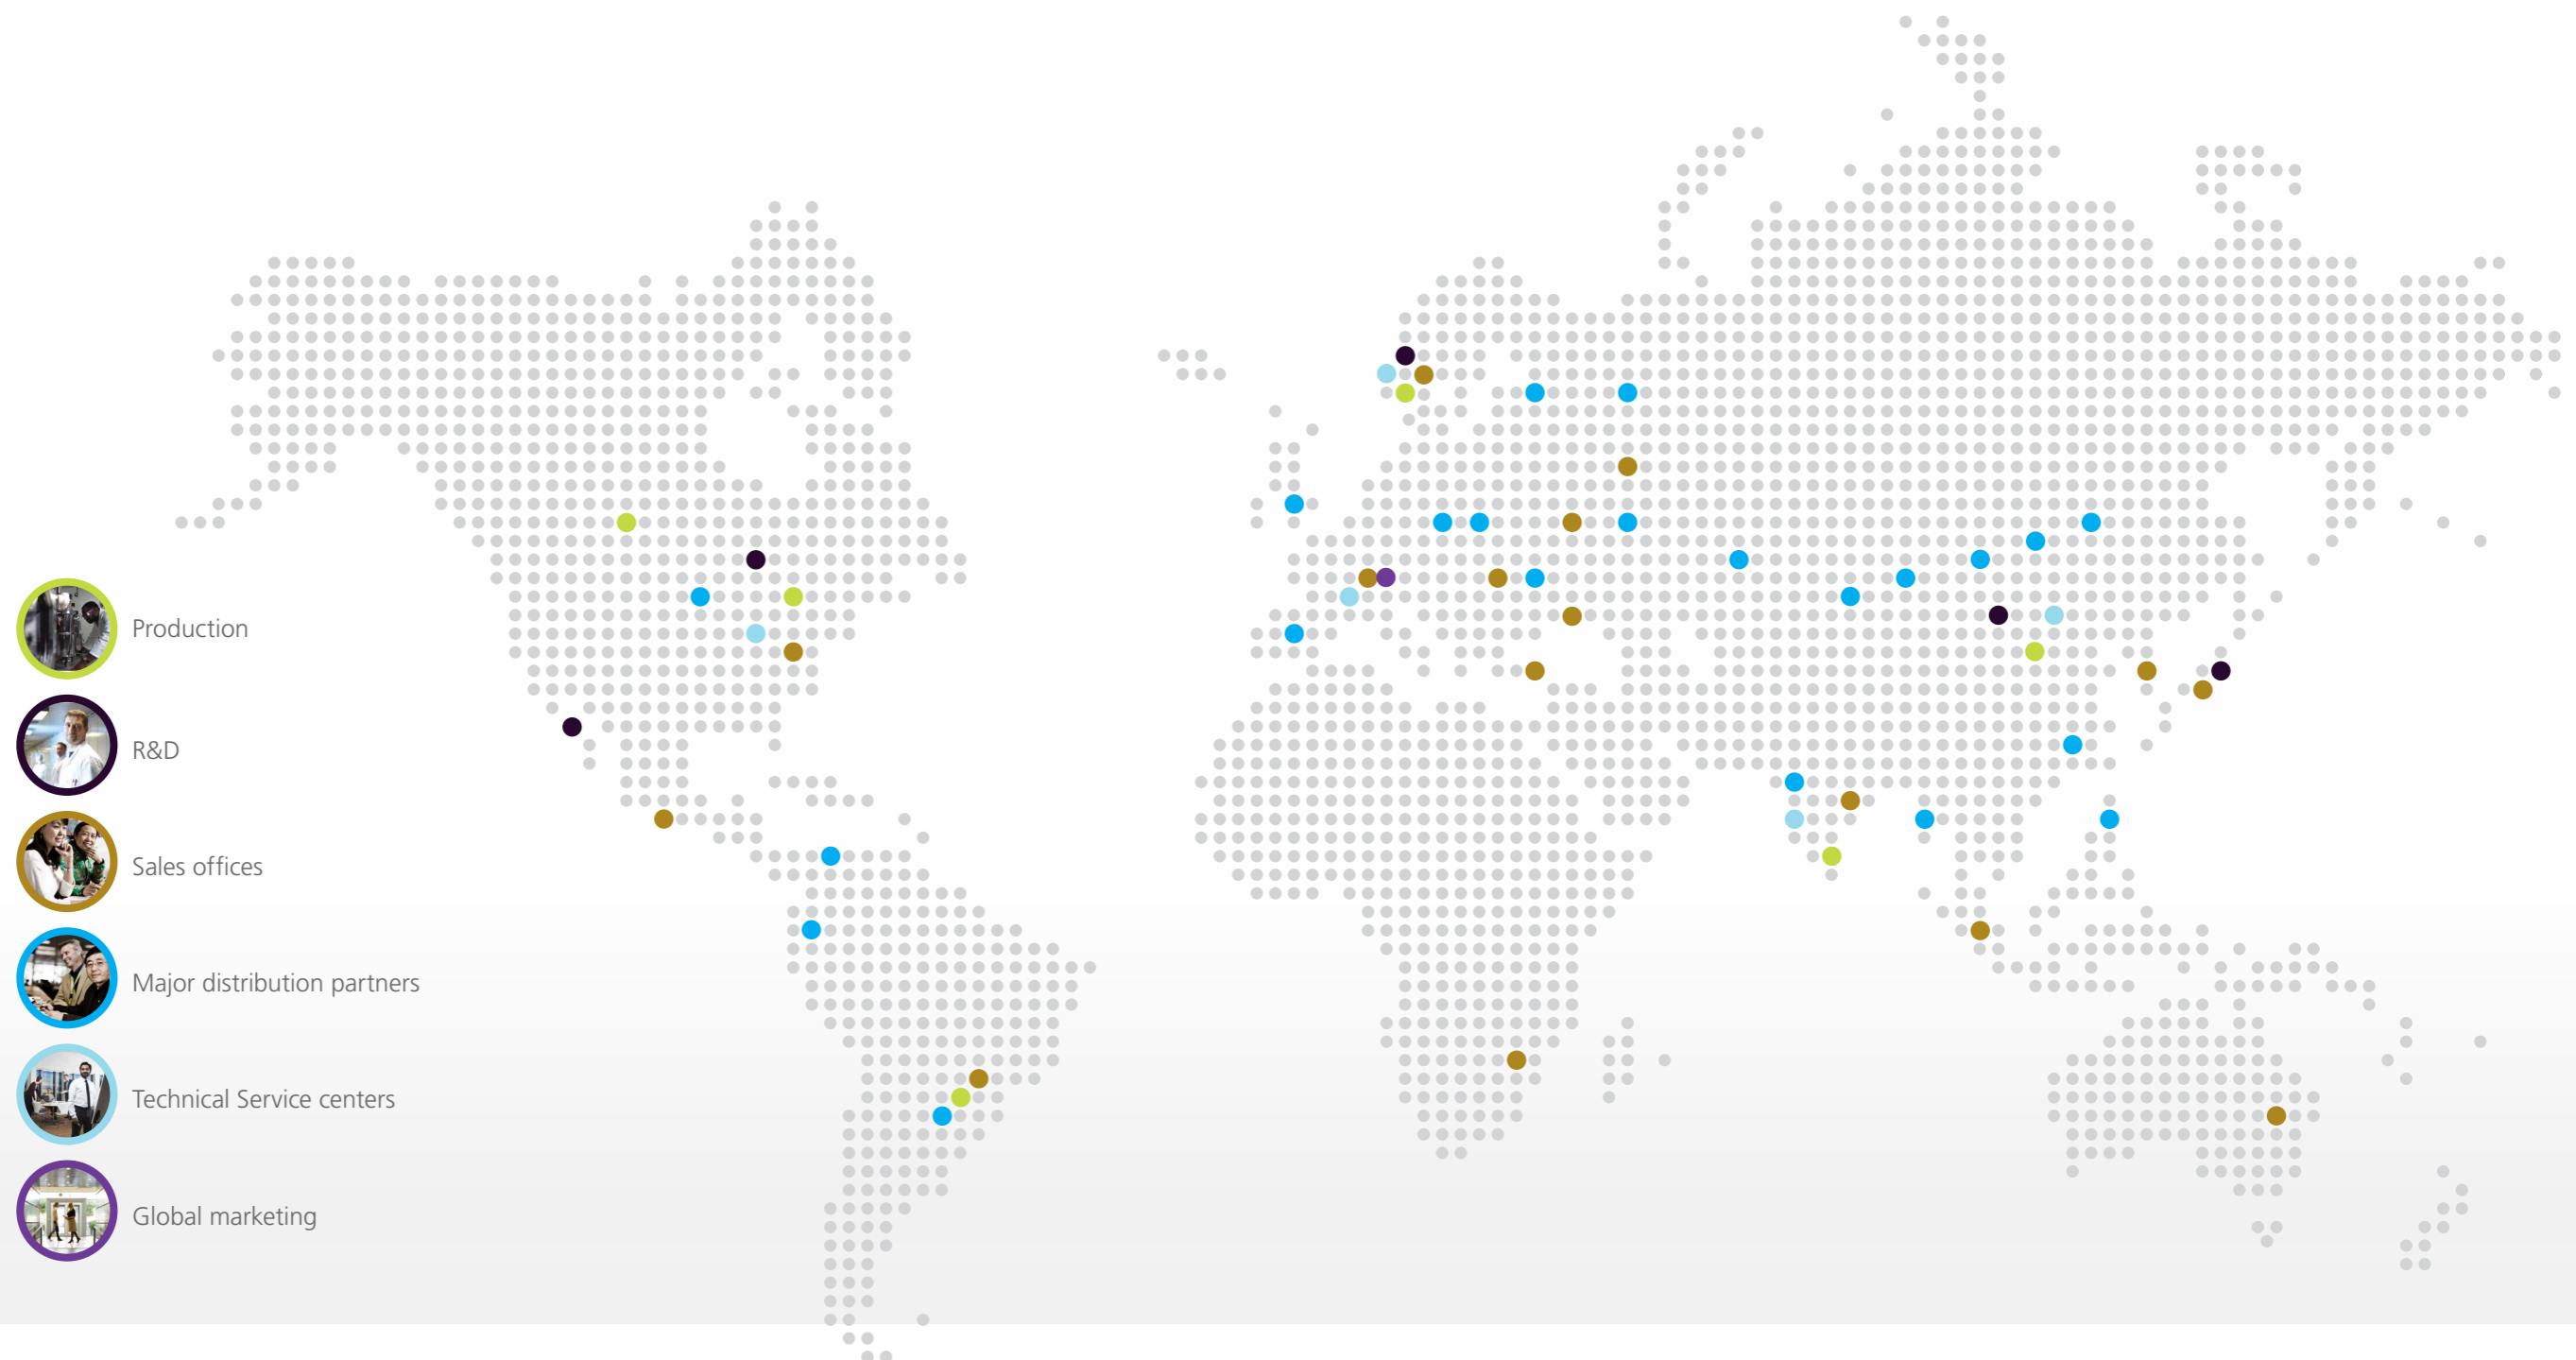 Production
R&D
Sales offices
Major distribution partners
Technical Service centers
Global marketing